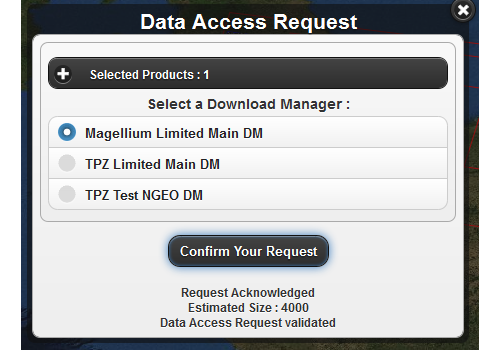 Data Access Request
Selected Products : 1
Select a Download Manager :
Magellium Limited Main DM
TPZ Limited Main DM
TPZ Test NGEO DM
Confirm Your Request
Request Acknowledged
Estimated Size : 4000
Data Access Request validated